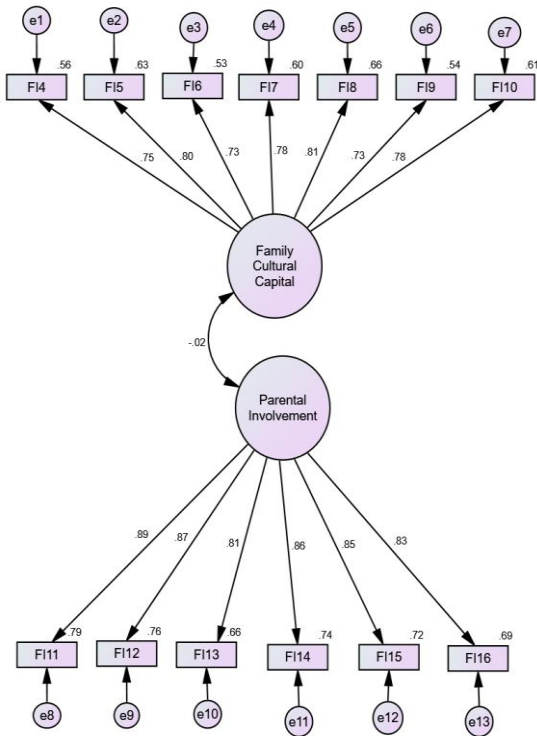 e1 e2 e3 e4 e5 e6 e7
.56 .63 .53 .60 .66 .54 .61
FI4 FI5 FI6 FI7 FI8 FI9 FI10
.75 .80 .73 .78 .81 .73 .78
Family
Cultural
Capital
-.02
Parental
Involvement
.89 .87 .81 .86 .85 .83
.79 .76 .66 .74 .72 .69
FI11 FI12 FI13 FI14 FI15 FI16
e8 e9 e10 e11 e12 e13